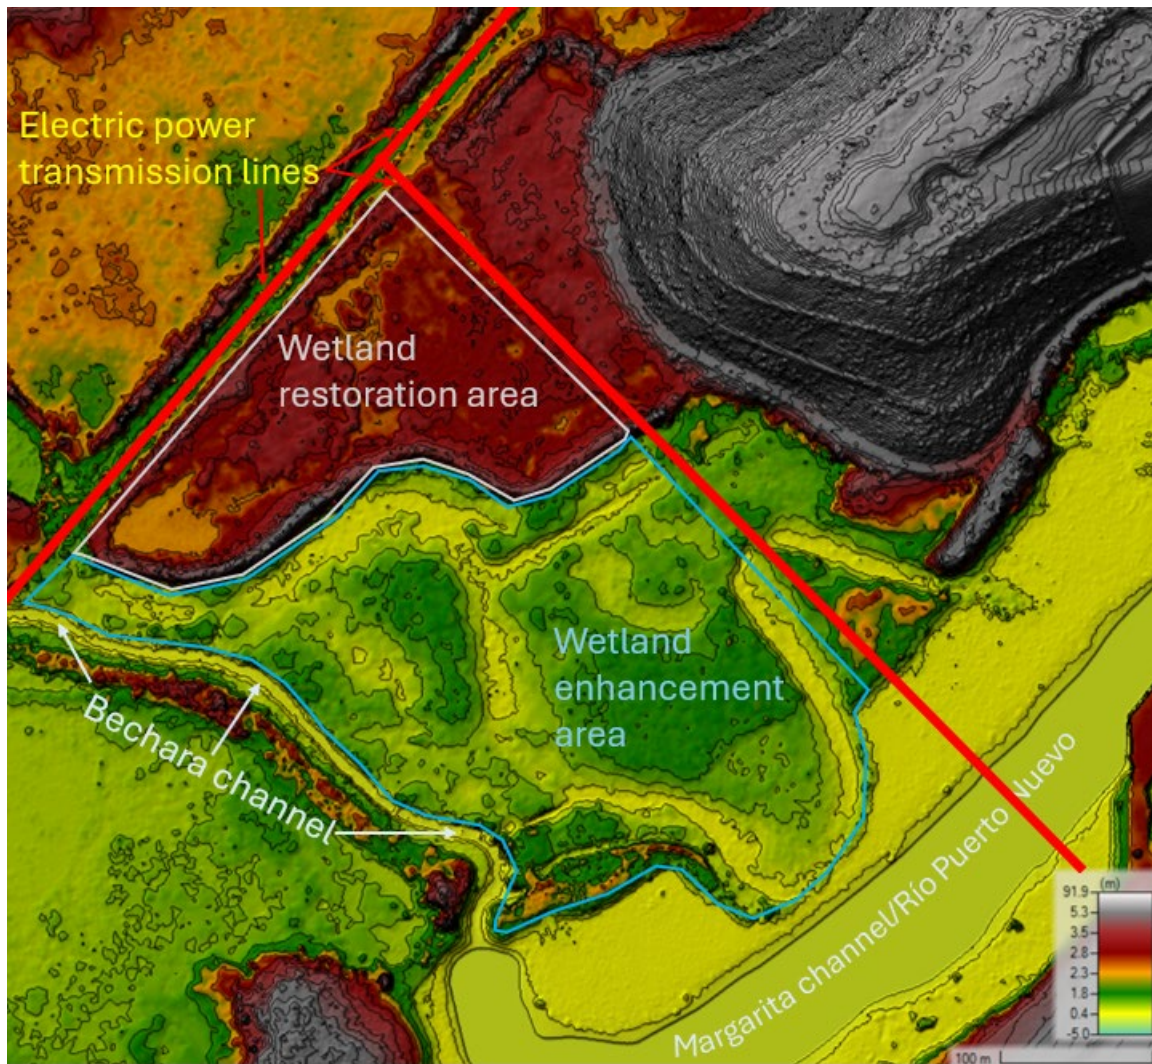 Electric power
transmission lines
Wetland
restoration area
Wetland
enhancement
area
Bechara channel
Margarita channel/Río Puerto Nuevo
(m)
91.9
5.3
3.5
2.8
2.3
1.8
0.4
-5.0
100 m